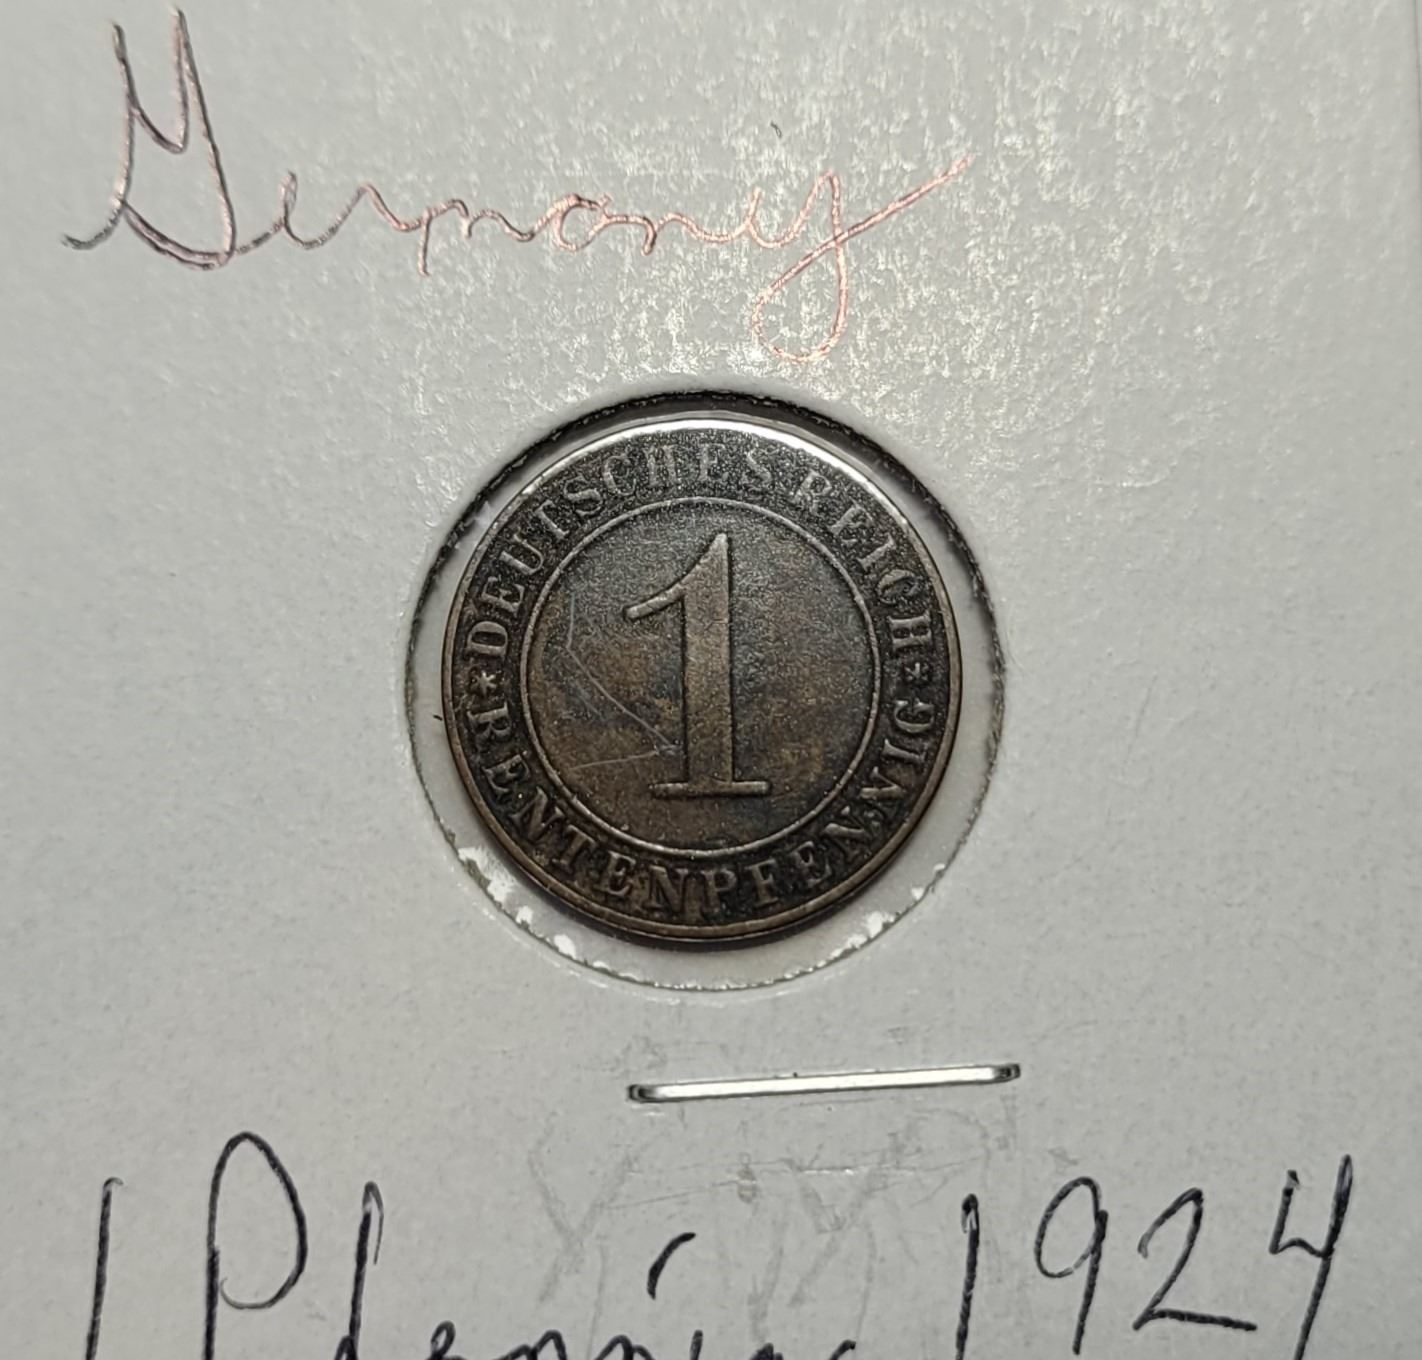 Germany
*DEUTSCHES REICH*
1
RENTENPFENNIG
1 Pfennig 1924